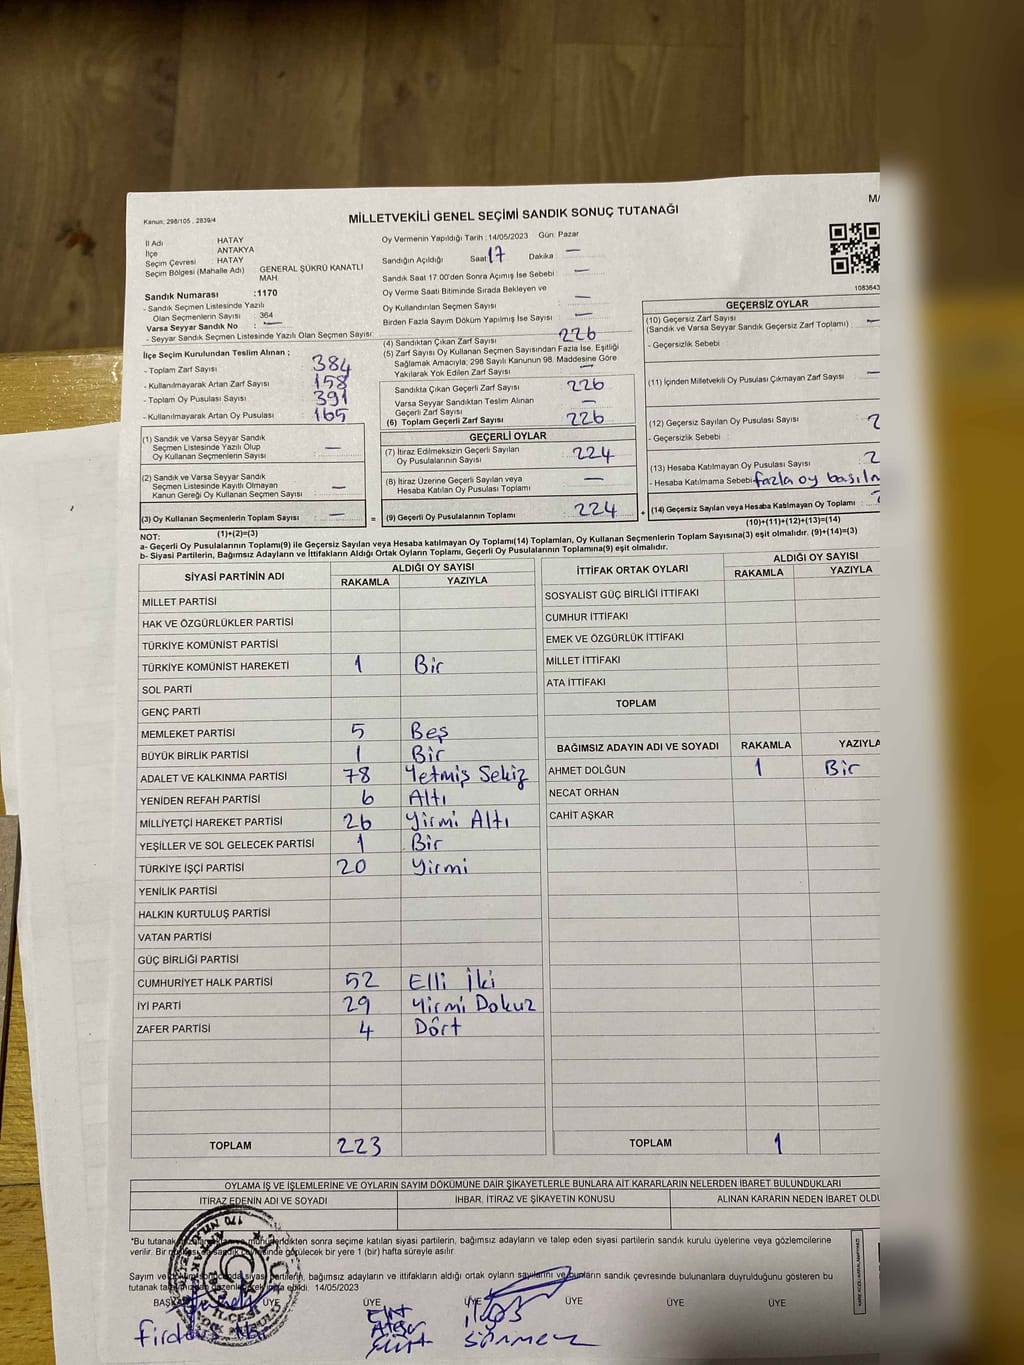 Kanun: 298/105 , 2839/4
MİLLETVEKİLİ GENEL SEÇİMİ SANDIK SONUÇ TUTANAĞI
İl Adı HATAY
İlçe ANTAKYA
Seçim Çevresi : HATAY
Seçim Bölgesi (Mahalle Adı) GENERAL ŞÜKRÜ KANATLI MAH
Sandık Numarası :1170
- Sandık Seçmen Listesinde Yazılı
Olan Seçmenlerin Sayısı : 364
Varsa Seyyar Sandık No : —
- Seyyar Sandık Seçmen Listesinde Yazılı Olan Seçmen Sayısı:
İlçe Seçim Kurulundan Teslim Alınan ;
- Toplam Zarf Sayısı 384
- Kullanılmayarak Artan Zarf Sayısı 158
- Toplam Oy Pusulası Sayısı 391
- Kullanılmayarak Artan Oy Pusulası 165
Oy Vermenin Yapıldığı Tarih : 14/05/2023 Gün: Pazar
Sandığın Açıldığı Saat 17 Dakika —
Sandık Saat 17.00'den Sonra Açımış İse Sebebi : —
Oy Verme Saati Bitiminde Sırada Bekleyen ve
Oy Kullandırılan Seçmen Sayısı —
Birden Fazla Sayım Döküm Yapılmış İse Sayısı : —
(4) Sandıktan Çıkan Zarf Sayısı 226
(5) Zarf Sayısı Oy Kullanan Seçmen Sayısından Fazla İse, Eşitliği
Sağlamak Amacıyla; 298 Sayılı Kanunun 98. Maddesine Göre
Yakılarak Yok Edilen Zarf Sayısı : —
Sandıkta Çıkan Geçerli Zarf Sayısı 226
Varsa Seyyar Sandıktan Teslim Alınan
Geçerli Zarf Sayısı —
(6) Toplam Geçerli Zarf Sayısı 226
GEÇERLİ OYLAR
(7) İtiraz Edilmeksizin Geçerli Sayılan
Oy Pusulalarının Sayısı 224
(8) İtiraz Üzerine Geçerli Sayılan veya
Hesaba Katılan Oy Pusulası Toplamı —
(9) Geçerli Oy Pusulalarının Toplamı 224
GEÇERSİZ OYLAR
(10) Geçersiz Zarf Sayısı
(Sandık ve Varsa Seyyar Sandık Geçersiz Zarf Toplamı) —
- Geçersizlik Sebebi
(11) İçinden Milletvekili Oy Pusulası Çıkmayan Zarf Sayısı —
(12) Geçersiz Sayılan Oy Pusulası Sayısı
- Geçersizlik Sebebi :
(13) Hesaba Katılmayan Oy Pusulası Sayısı 2
- Hesaba Katılmama Sebebi fazla oy
(14) Geçersiz Sayılan veya Hesaba Katılmayan Oy Toplamı
(10)+(11)+(12)+(13)=(14)
(1) Sandık ve Varsa Seyyar Sandık
Seçmen Listesinde Yazılı Olup
Oy Kullanan Seçmenlerin Sayısı —
(2) Sandık ve Varsa Seyyar Sandık
Seçmen Listesinde Kayıtlı Olmayan
Kanun Gereği Oy Kullanan Seçmen Sayısı —
(3) Oy Kullanan Seçmenlerin Toplam Sayısı —
(1)+(2)=(3)
NOT:
a- Geçerli Oy Pusulalarının Toplamı(9) ile Geçersiz Sayılan veya Hesaba katılmayan Oy Toplamı(14) Toplamları, Oy Kullanan Seçmenlerin Toplam Sayısına(3) eşit olmalıdır. (9)+(14)=(3)
b- Siyasi Partilerin, Bağımsız Adayların ve İttifakların Aldığı Ortak Oyların Toplamı, Geçerli Oy Pusulalarının Toplamına(9) eşit olmalıdır.
SİYASİ PARTİNİN ADI ALDIĞI OY SAYISI
RAKAMLA YAZIYLA
MİLLET PARTİSİ
HAK VE ÖZGÜRLÜKLER PARTİSİ
TÜRKİYE KOMÜNİST PARTİSİ
TÜRKİYE KOMÜNİST HAREKETİ 1 Bir
SOL PARTİ
GENÇ PARTİ
MEMLEKET PARTİSİ 5 Beş
BÜYÜK BİRLİK PARTİSİ 1 Bir
ADALET VE KALKINMA PARTİSİ 78 Yetmiş Sekiz
YENİDEN REFAH PARTİSİ 6 Altı
MİLLİYETÇİ HAREKET PARTİSİ 26 Yirmi Altı
YEŞİLLER VE SOL GELECEK PARTİSİ 1 Bir
TÜRKİYE İŞÇİ PARTİSİ 20 Yirmi
YENİLİK PARTİSİ
HALKIN KURTULUŞ PARTİSİ
VATAN PARTİSİ
GÜÇ BİRLİĞİ PARTİSİ
CUMHURİYET HALK PARTİSİ 52 Elli İki
İYİ PARTİ 29 Yirmi Dokuz
ZAFER PARTİSİ 4 Dört
TOPLAM 223
İTTİFAK ORTAK OYLARI ALDIĞI OY SAYISI
RAKAMLA YAZIYLA
SOSYALİST GÜÇ BİRLİĞİ İTTİFAKI
CUMHUR İTTİFAKI
EMEK VE ÖZGÜRLÜK İTTİFAKI
MİLLET İTTİFAKI
ATA İTTİFAKI
TOPLAM
BAĞIMSIZ ADAYIN ADI VE SOYADI RAKAMLA YAZIYLA
AHMET DOLĞUN 1 Bir
NECAT ORHAN
CAHİT AŞKAR
TOPLAM 1
OYLAMA İŞ VE İŞLEMLERİNE VE OYLARIN SAYIM DÖKÜMÜNE DAİR ŞİKAYETLERLE BUNLARA AİT KARARLARIN NELERDEN İBARET BULUNDUKLARI
İTİRAZ EDENİN ADI VE SOYADI İHBAR, İTİRAZ VE ŞİKAYETİN KONUSU ALINAN KARARIN NEDEN İBARET
*Bu tutanak sonra seçime katılan siyasi partilerin, bağımsız adayların ve talep eden siyasi partilerin sandık kurulu üyelerine veya gözlemcilerine
verilir. Bir görülecek bir yere 1 (bir) hafta süreyle asılır.
Sayım ve siyasi partilerin, bağımsız adayların ve ittifakların aldığı ortak oyların sayılarını ve bunların sandık çevresinde bulunanlara duyrulduğunu gösteren bu
tutanak 14/05/2023
ÜYE ÜYE ÜYE ÜYE ÜYE ÜYE
Sönmez